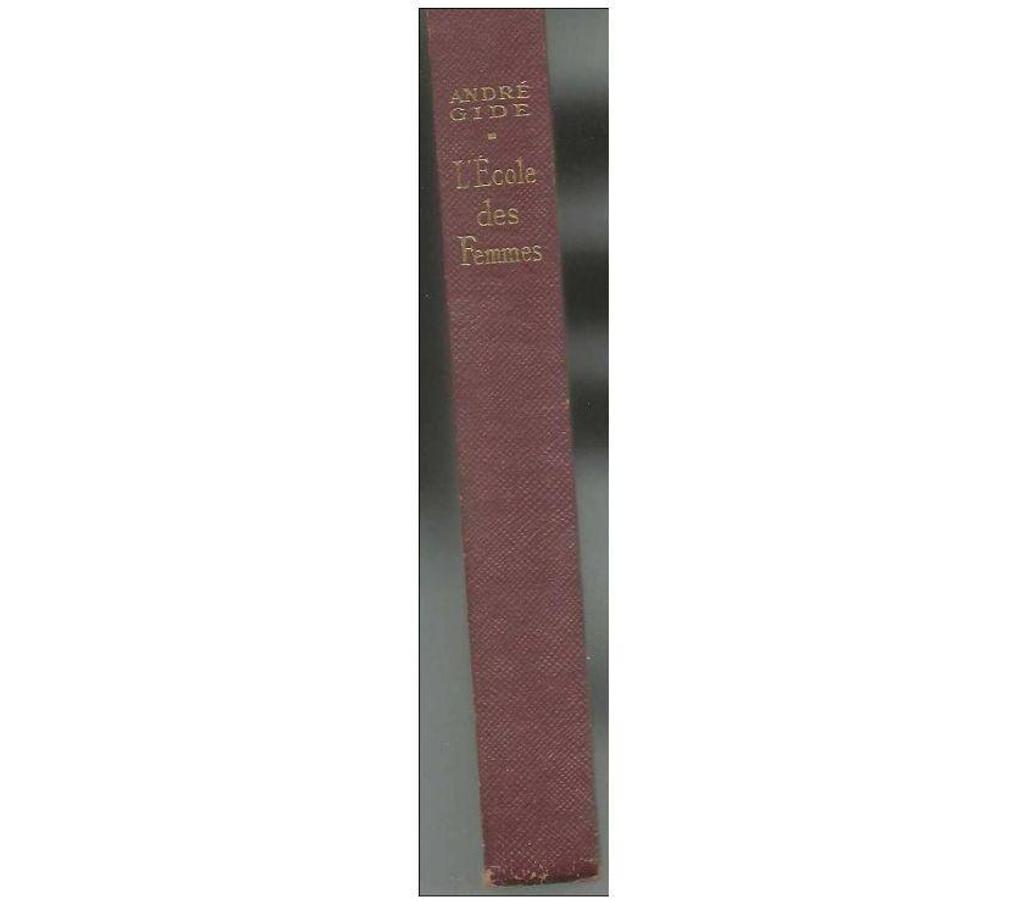 ANDRÉ
GIDE
L'École
des
Femmes